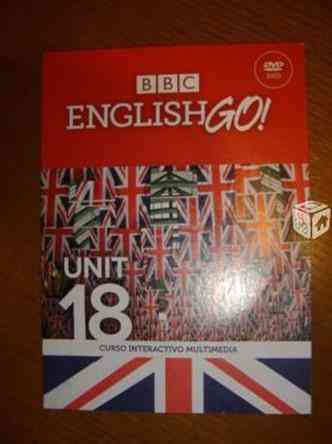 BBC
DVD
ENGLISH GO!
UNIT
18
CURSO INTERACTIVO MULTIMEDIA